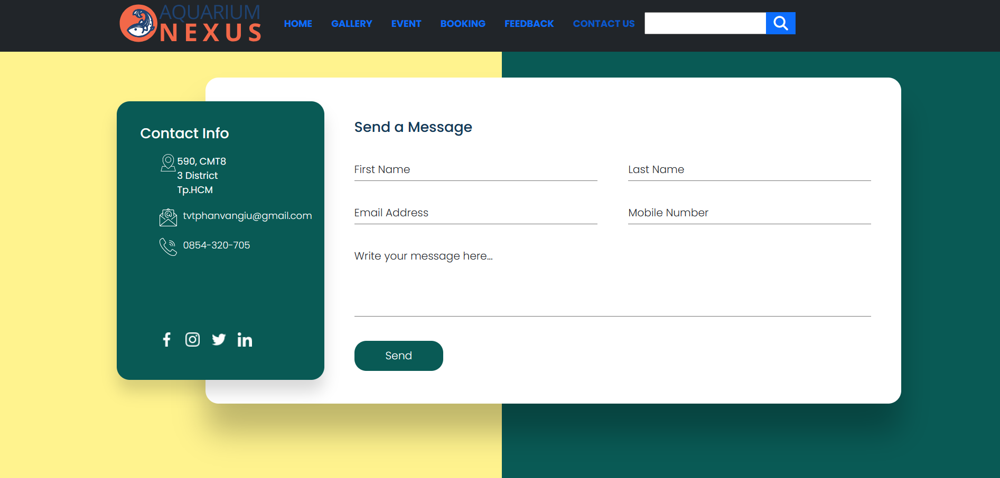 AQUARIUM
NEXUS
HOME GALLERY EVENT BOOKING FEEDBACK CONTACT US
Contact Info
590, CMT8
3 District
Tp.HCM
tvtphanvangiu@gmail.com
0854-320-705
Send a Message
First Name
Last Name
Email Address
Mobile Number
Write your message here...
Send